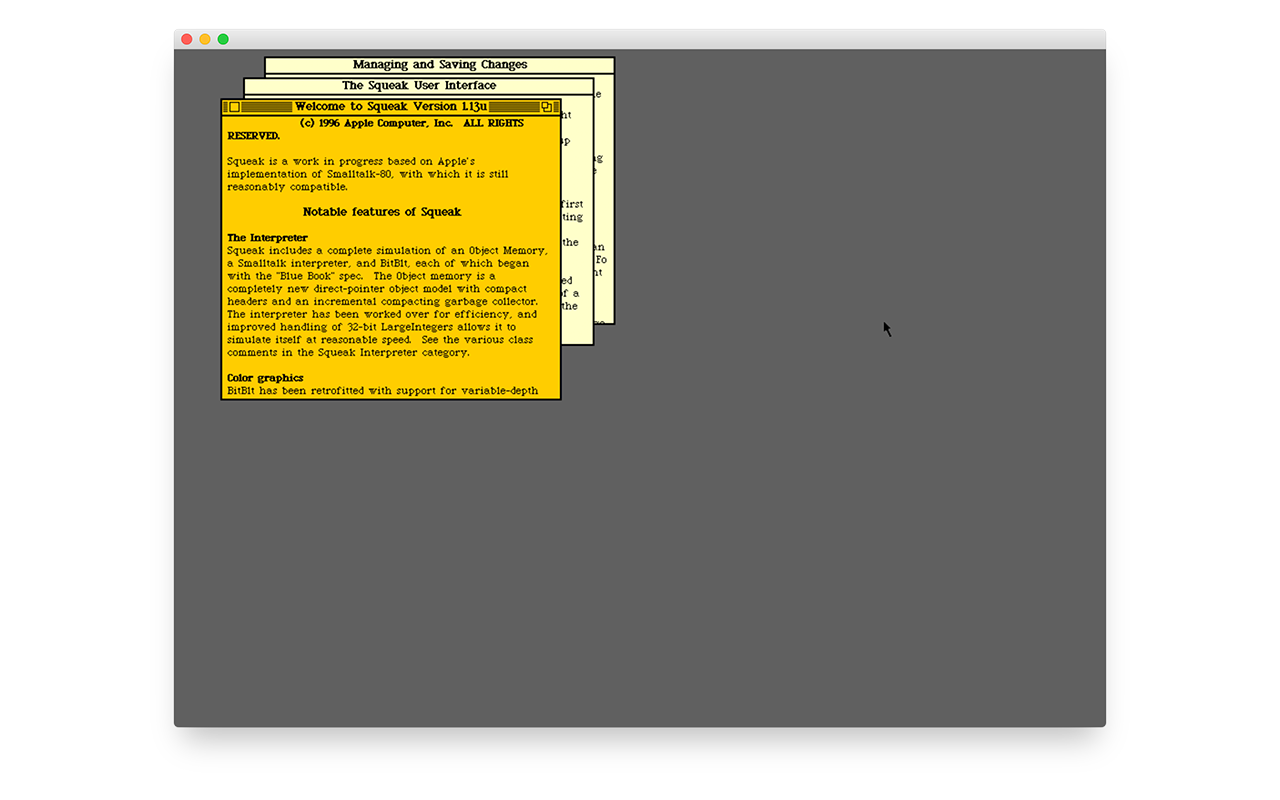 Managing and Saving Changes
The Squeak User Interface
Welcome to Squeak Version 1.13u
(c) 1996 Apple Computer, Inc. ALL RIGHTS
RESERVED.
Squeak is a work in progress based on Apple's
implementation of Smalltalk-80, with which it is still
reasonably compatible.
Notable features of Squeak
The Interpreter
Squeak includes a complete simulation of an Object Memory,
a Smalltalk interpreter, and BitBlt, each of which began
with the "Blue Book" spec. The Object memory is a
completely new direct-pointer object model with compact
headers and an incremental compacting garbage collector.
The interpreter has been worked over for efficiency, and
improved handling of 32-bit LargeIntegers allows it to
simulate itself at reasonable speed. See the various class
comments in the Squeak Interpreter category.
Color graphics
BitBlt has been retrofitted with support for variable-depth
first
the
of a
the